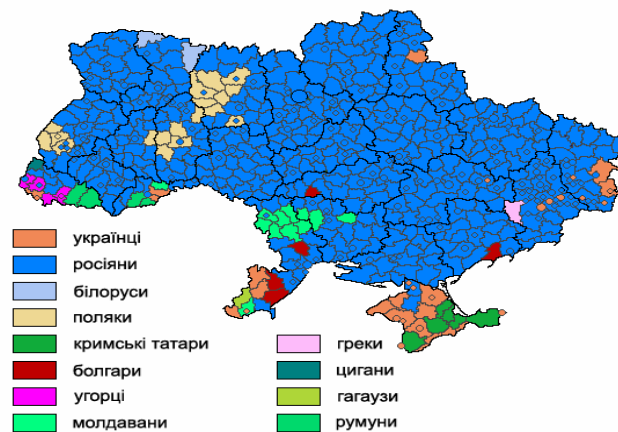 українці
росіяни
білоруси
поляки
кримські татари
болгари
угорці
молдавани
греки
цигани
гагаузи
румуни